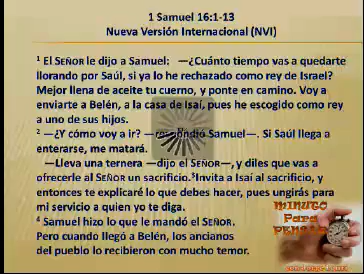 1 Samuel 16:1-13
Nueva Versión Internacional (NVI)
1 El SEÑOR le dijo a Samuel: —¿Cuánto tiempo vas a quedarte
llorando por Saúl, si ya lo he rechazado como rey de Israel?
Mejor llena de aceite tu cuerno, y ponte en camino. Voy a
enviarte a Belén, a la casa de Isaí, pues he escogido como rey
a uno de sus hijos.
2 —¿Y cómo voy a ir? —respondió Samuel—. Si Saúl llega a
enterarse, me matará.
—Lleva una ternera —dijo el SEÑOR—, y diles que vas a
ofrecerle al SEÑOR un sacrificio. 3 Invita a Isaí al sacrificio, y
entonces te explicaré lo que debes hacer, pues ungirás para
mi servicio a quien yo te diga.
4 Samuel hizo lo que le mandó el SEÑOR.
Pero cuando llegó a Belén, los ancianos
del pueblo lo recibieron con mucho temor.
MINUTO
Para
PENSAR